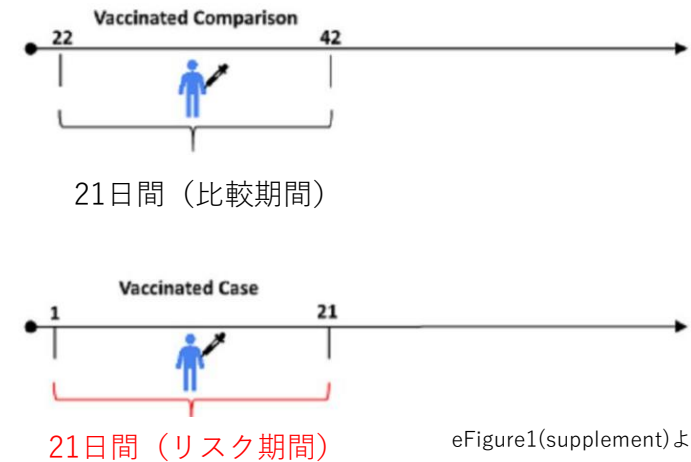 Vaccinated Comparison
22 42
21日間（比較期間）
Vaccinated Case
1 21
21日間（リスク期間）
eFigure1(supplement)よ